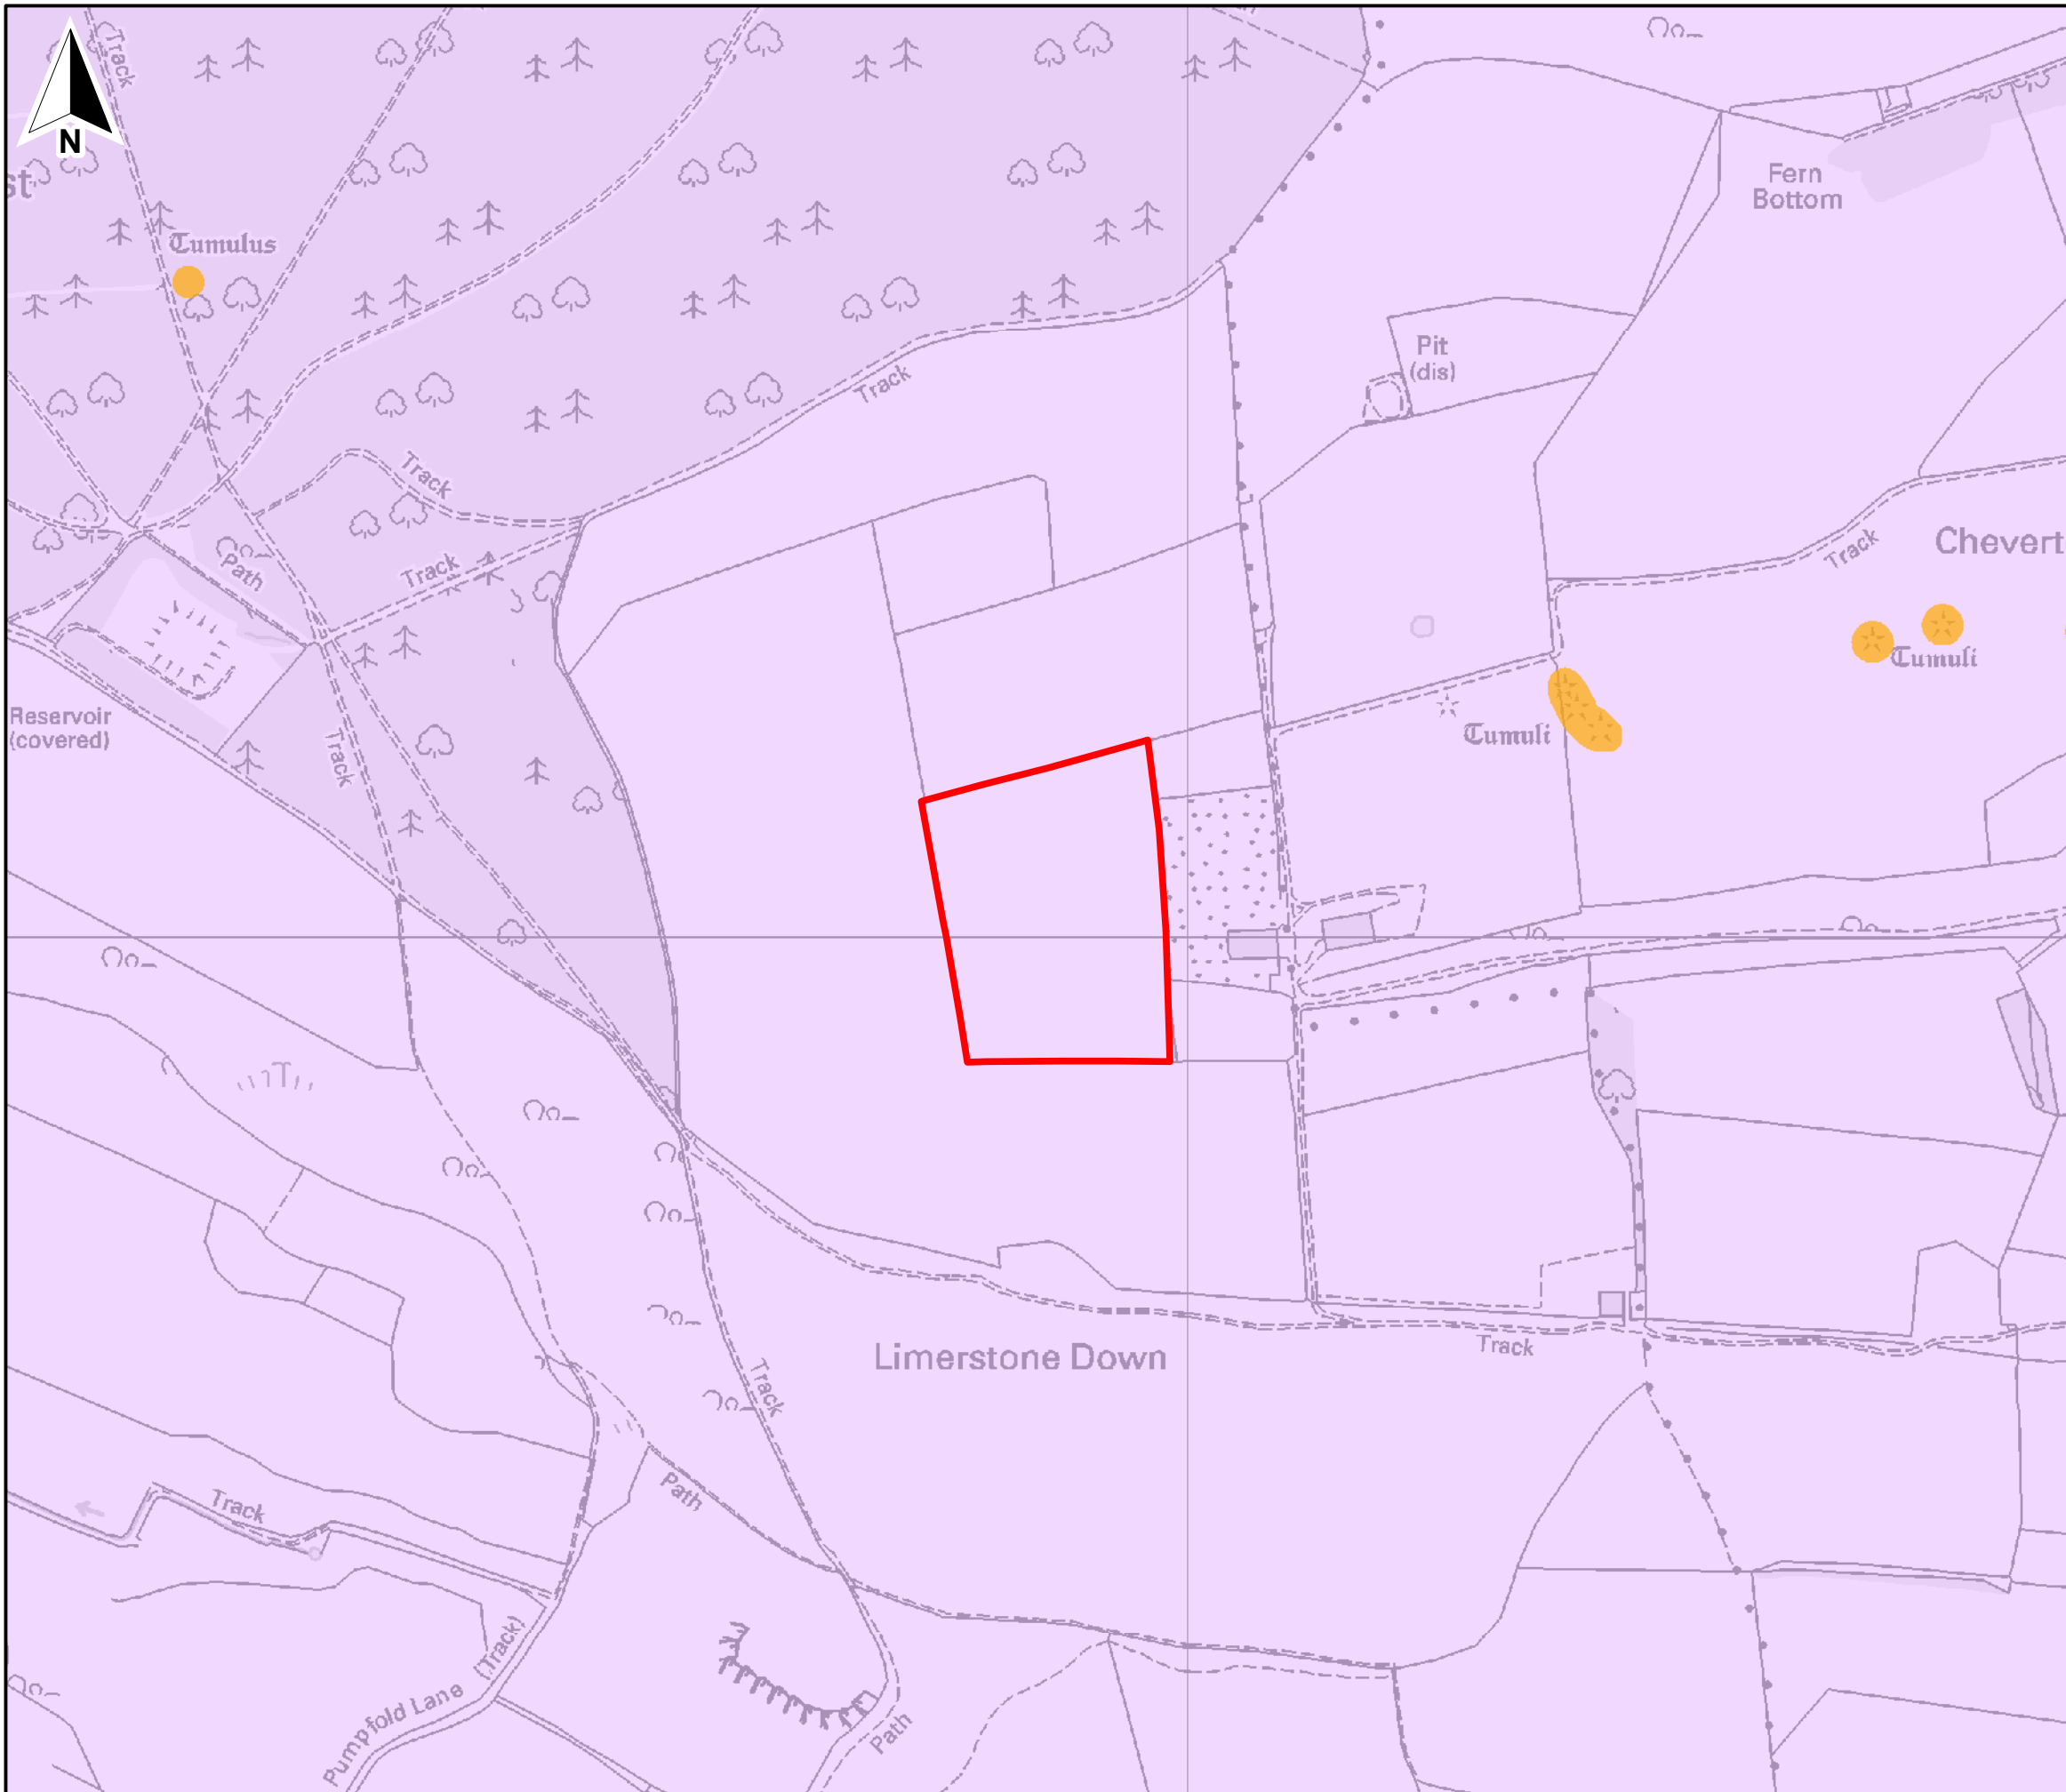 Track
N
st
Fern
Bottom
Tumulus
Pit
(dis)
Track
Track
Chevert
Track
Path
Track
Tumuli
Reservoir
(covered)
Tumuli
Track
Limerstone Down
Track
Track
Path
Track
(Track)
Pumpfold Lane
Path